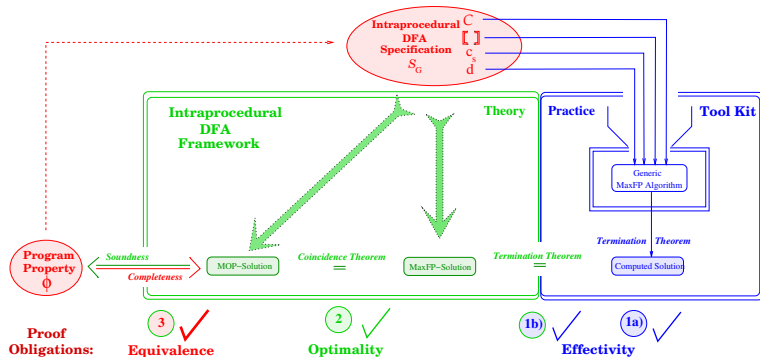 Intraprocedural
DFA
Specification
S_G
C
⟦ ⟧
c_s
d
Intraprocedural
DFA
Framework
Theory
Practice
Tool Kit
Generic
MaxFP Algorithm
Termination Theorem
Computed Solution
Program
Property
ϕ
Soundness
Completeness
MOP−Solution
Coincidence Theorem
=
MaxFP−Solution
Termination Theorem
=
Proof
Obligations:
3
Equivalence
2
Optimality
1b)
1a)
Effectivity